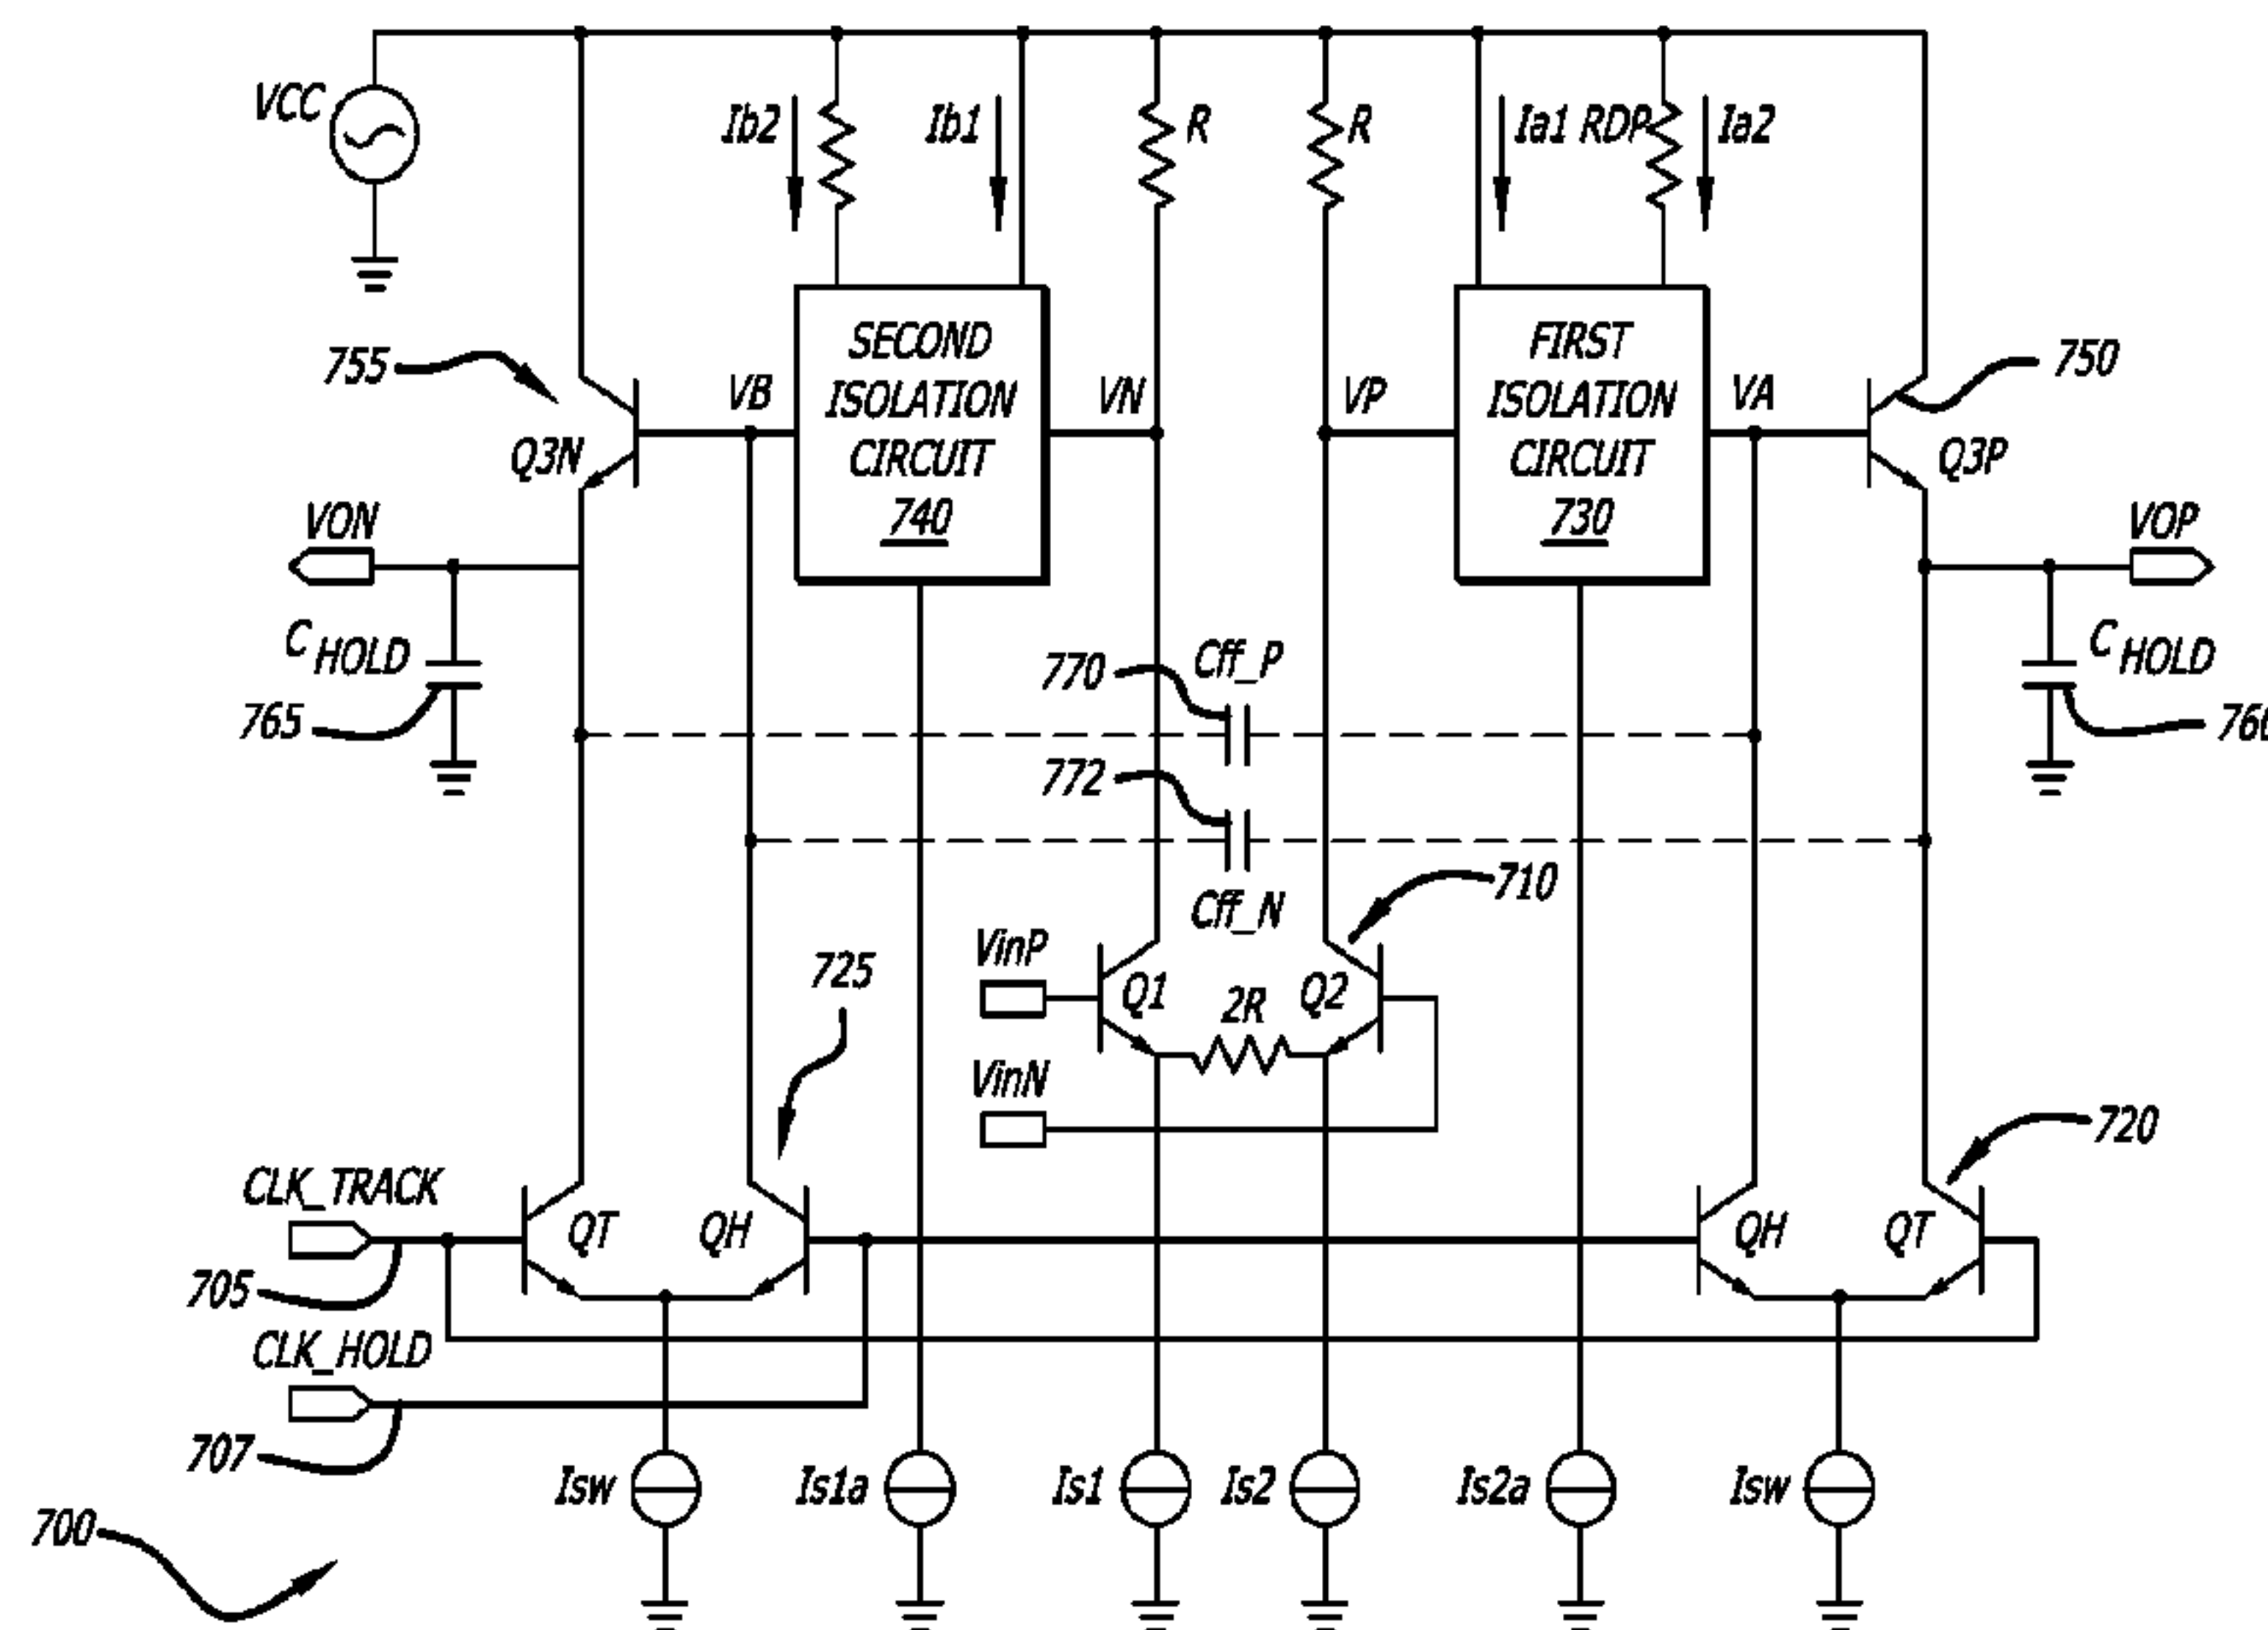 VCC
Ib2
Ib1
R
R
Ia1
RDP
Ia2
755
SECOND
ISOLATION
CIRCUIT
740
FIRST
ISOLATION
CIRCUIT
730
750
VB
VN
VP
VA
Q3N
Q3P
VON
VOP
C HOLD
C HOLD
765
770
Cff_P
772
Cff_N
710
725
VinP
Q1
2R
Q2
VinN
720
CLK_TRACK
QT
QH
QH
QT
705
CLK_HOLD
707
Isw
Is1a
Is1
Is2
Is2a
Isw
700